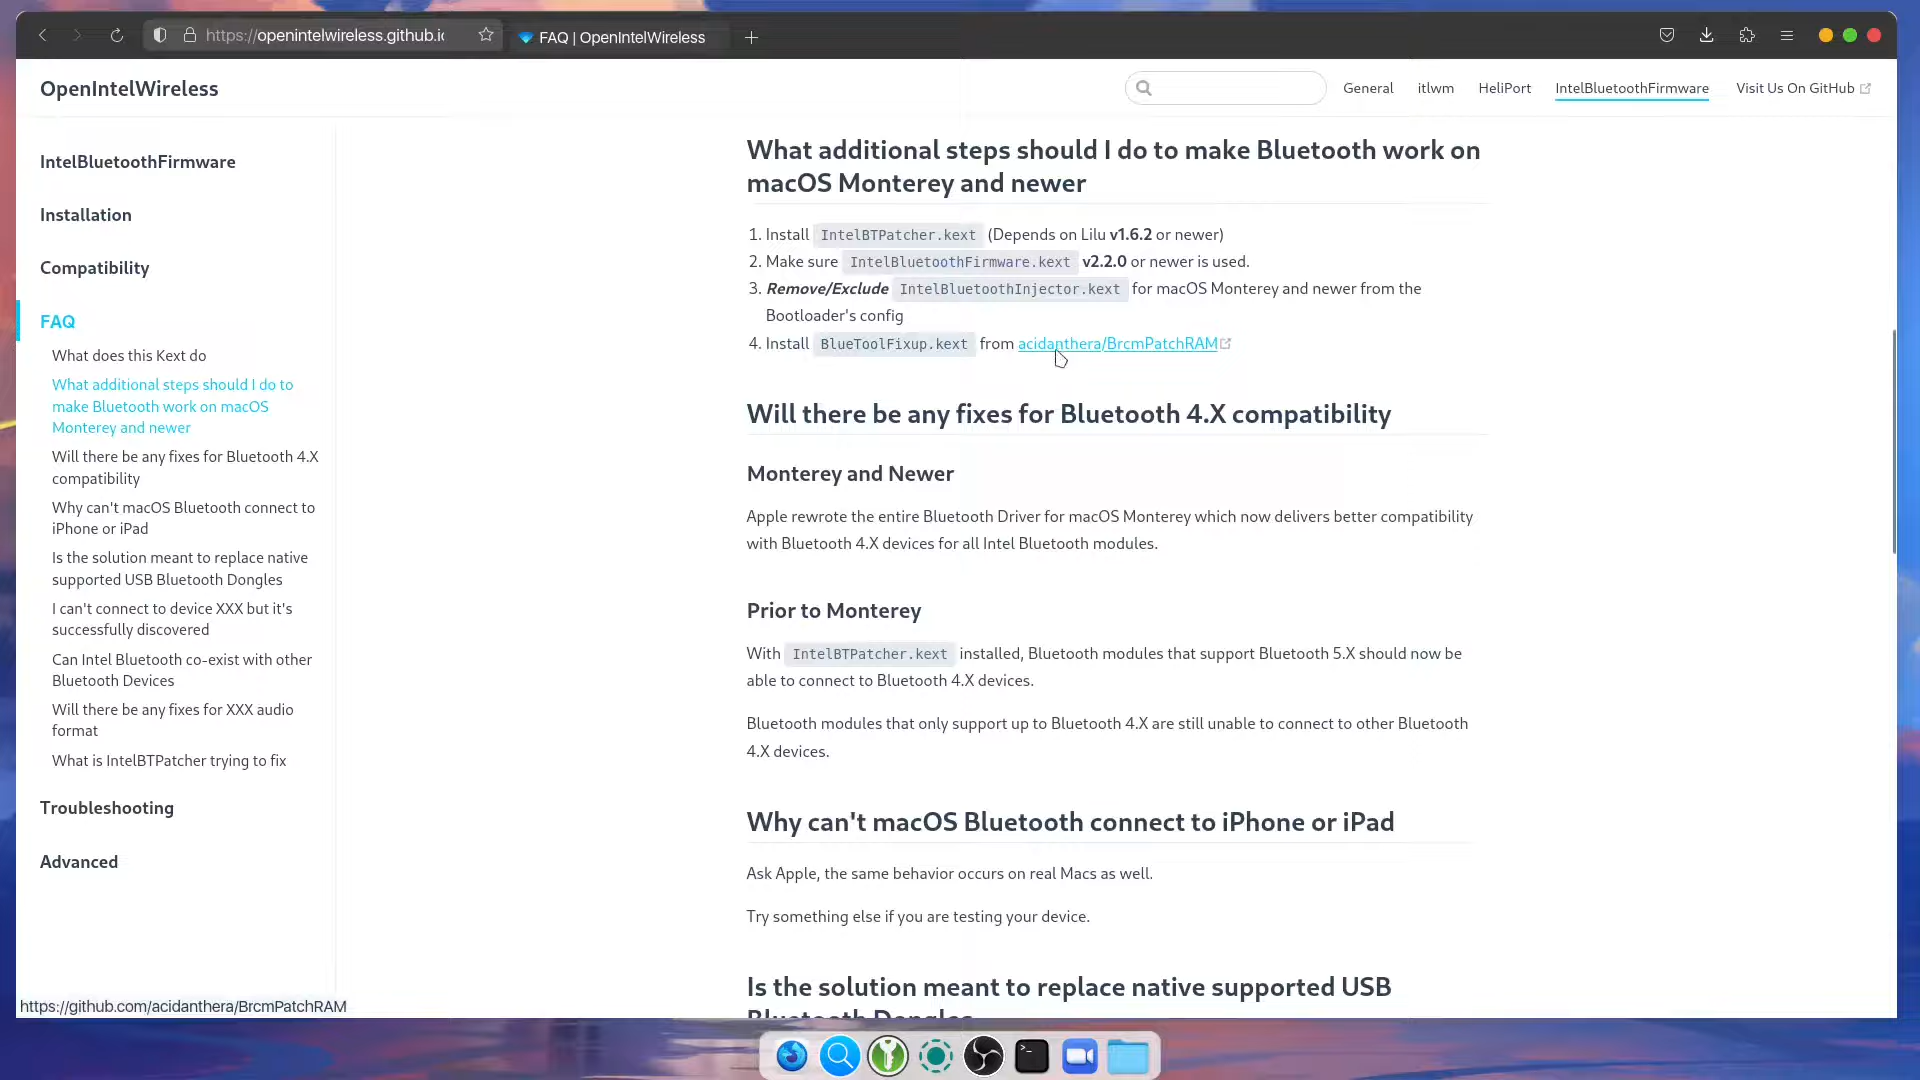 https://openintelwireless.github.ic
FAQ | OpenIntelWireless
OpenIntelWireless
General
itlwm
HeliPort
IntelBluetoothFirmware
Visit Us On GitHub
IntelBluetoothFirmware
Installation
Compatibility
FAQ
What does this Kext do
What additional steps should I do to
make Bluetooth work on macOS
Monterey and newer
Will there be any fixes for Bluetooth 4.X
compatibility
Why can't macOS Bluetooth connect to
iPhone or iPad
Is the solution meant to replace native
supported USB Bluetooth Dongles
I can't connect to device XXX but it's
successfully discovered
Can Intel Bluetooth co-exist with other
Bluetooth Devices
Will there be any fixes for XXX audio
format
What is IntelBTPatcher trying to fix
Troubleshooting
Advanced
What additional steps should I do to make Bluetooth work on
macOS Monterey and newer
1. Install IntelBTPatcher.kext (Depends on Lilu v1.6.2 or newer)
2. Make sure IntelBluetoothFirmware.kext v2.2.0 or newer is used.
3. Remove/Exclude IntelBluetoothInjector.kext for macOS Monterey and newer from the
Bootloader's config
4. Install BlueToolFixup.kext from acidanthera/BrcmPatchRAM
Will there be any fixes for Bluetooth 4.X compatibility
Monterey and Newer
Apple rewrote the entire Bluetooth Driver for macOS Monterey which now delivers better compatibility
with Bluetooth 4.X devices for all Intel Bluetooth modules.
Prior to Monterey
With IntelBTPatcher.kext installed, Bluetooth modules that support Bluetooth 5.X should now be
able to connect to Bluetooth 4.X devices.
Bluetooth modules that only support up to Bluetooth 4.X are still unable to connect to other Bluetooth
4.X devices.
Why can't macOS Bluetooth connect to iPhone or iPad
Ask Apple, the same behavior occurs on real Macs as well.
Try something else if you are testing your device.
Is the solution meant to replace native supported USB
Bluetooth Dongles
https://github.com/acidanthera/BrcmPatchRAM